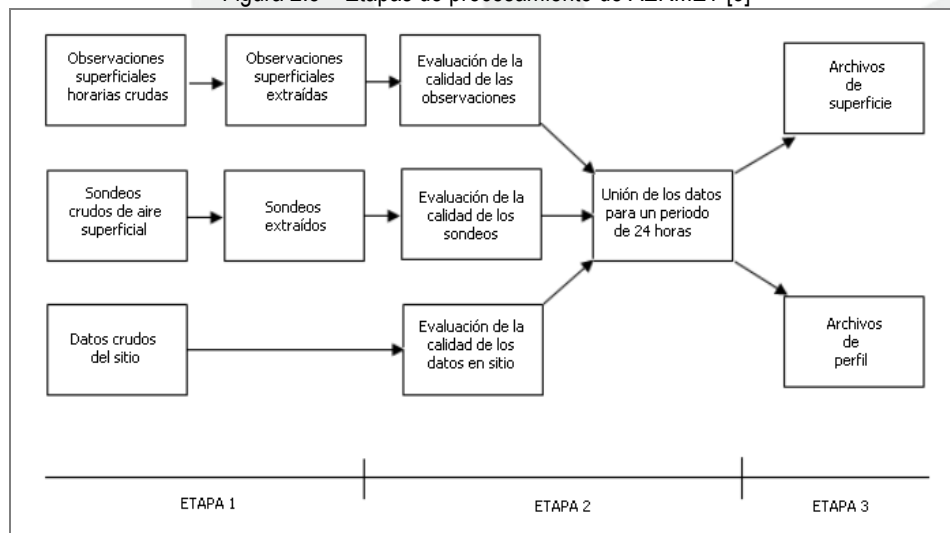 Observaciones
superficiales
horarias crudas
Observaciones
superficiales
extraídas
Evaluación de la
calidad de las
observaciones
Archivos
de
superficie
Sondeos
crudos de aire
superficial
Sondeos
extraídos
Evaluación de la
calidad de los
sondeos
Unión de los datos
para un periodo
de 24 horas
Datos crudos
del sitio
Evaluación de la
calidad de los
datos en sitio
Archivos
de
perfil
ETAPA 1
ETAPA 2
ETAPA 3